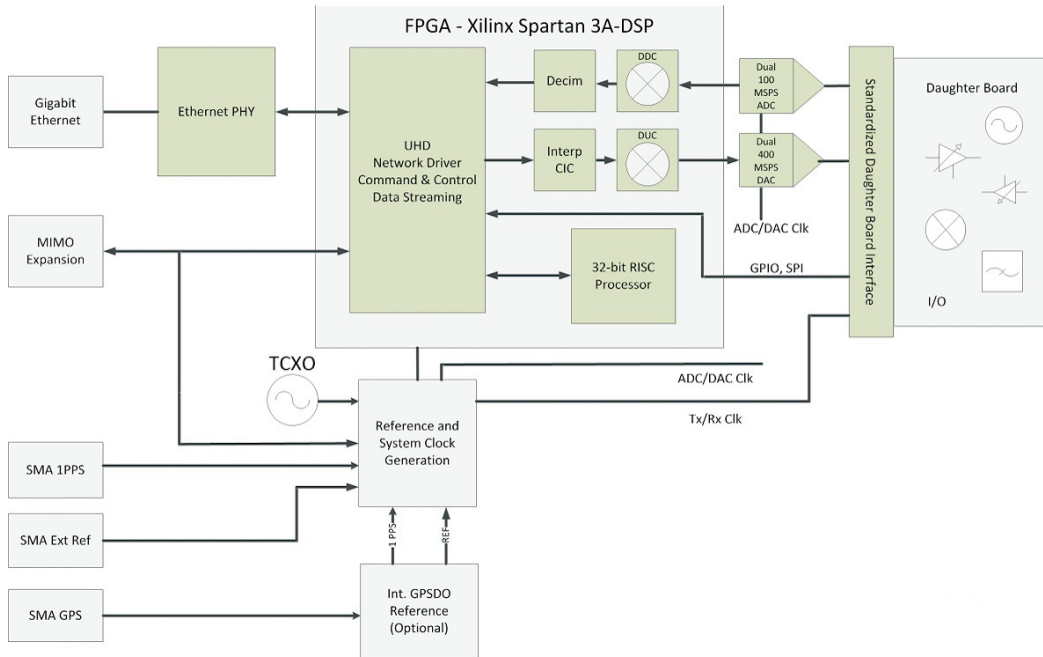 FPGA - Xilinx Spartan 3A-DSP
Gigabit
Ethernet
Ethernet PHY
UHD
Network Driver
Command & Control
Data Streaming
Decim
DDC
Dual
100
MSPS
ADC
Interp
CIC
DUC
Dual
400
MSPS
DAC
ADC/DAC Clk
Standardized Daughter Board Interface
Daughter Board
I/O
MIMO
Expansion
32-bit RISC
Processor
GPIO, SPI
TCXO
ADC/DAC Clk
Tx/Rx Clk
Reference and
System Clock
Generation
SMA 1PPS
SMA Ext Ref
1 PPS
REF
SMA GPS
Int. GPSDO
Reference
(Optional)